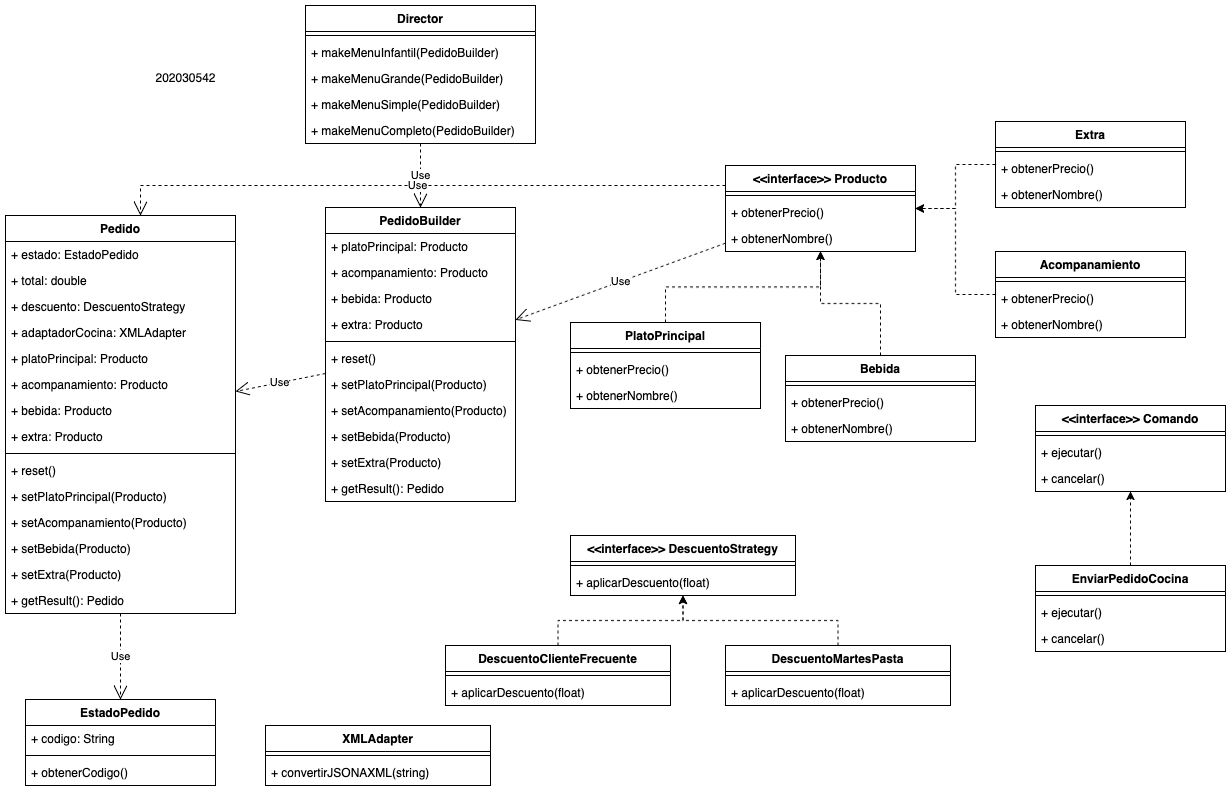 Director
+ makeMenuInfantil(PedidoBuilder)
+ makeMenuGrande(PedidoBuilder)
+ makeMenuSimple(PedidoBuilder)
+ makeMenuCompleto(PedidoBuilder)
202030542
Use
Use
Pedido
+ estado: EstadoPedido
+ total: double
+ descuento: DescuentoStrategy
+ adaptadorCocina: XMLAdapter
+ platoPrincipal: Producto
+ acompanamiento: Producto
+ bebida: Producto
+ extra: Producto
+ reset()
+ setPlatoPrincipal(Producto)
+ setAcompanamiento(Producto)
+ setBebida(Producto)
+ setExtra(Producto)
+ getResult(): Pedido
Use
PedidoBuilder
+ platoPrincipal: Producto
+ acompanamiento: Producto
+ bebida: Producto
+ extra: Producto
+ reset()
+ setPlatoPrincipal(Producto)
+ setAcompanamiento(Producto)
+ setBebida(Producto)
+ setExtra(Producto)
+ getResult(): Pedido
Use
<<interface>> Producto
+ obtenerPrecio()
+ obtenerNombre()
Extra
+ obtenerPrecio()
+ obtenerNombre()
Acompanamiento
+ obtenerPrecio()
+ obtenerNombre()
PlatoPrincipal
+ obtenerPrecio()
+ obtenerNombre()
Bebida
+ obtenerPrecio()
+ obtenerNombre()
<<interface>> Comando
+ ejecutar()
+ cancelar()
EnviarPedidoCocina
+ ejecutar()
+ cancelar()
<<interface>> DescuentoStrategy
+ aplicarDescuento(float)
DescuentoClienteFrecuente
+ aplicarDescuento(float)
DescuentoMartesPasta
+ aplicarDescuento(float)
Use
EstadoPedido
+ codigo: String
+ obtenerCodigo()
XMLAdapter
+ convertirJSONAXML(string)